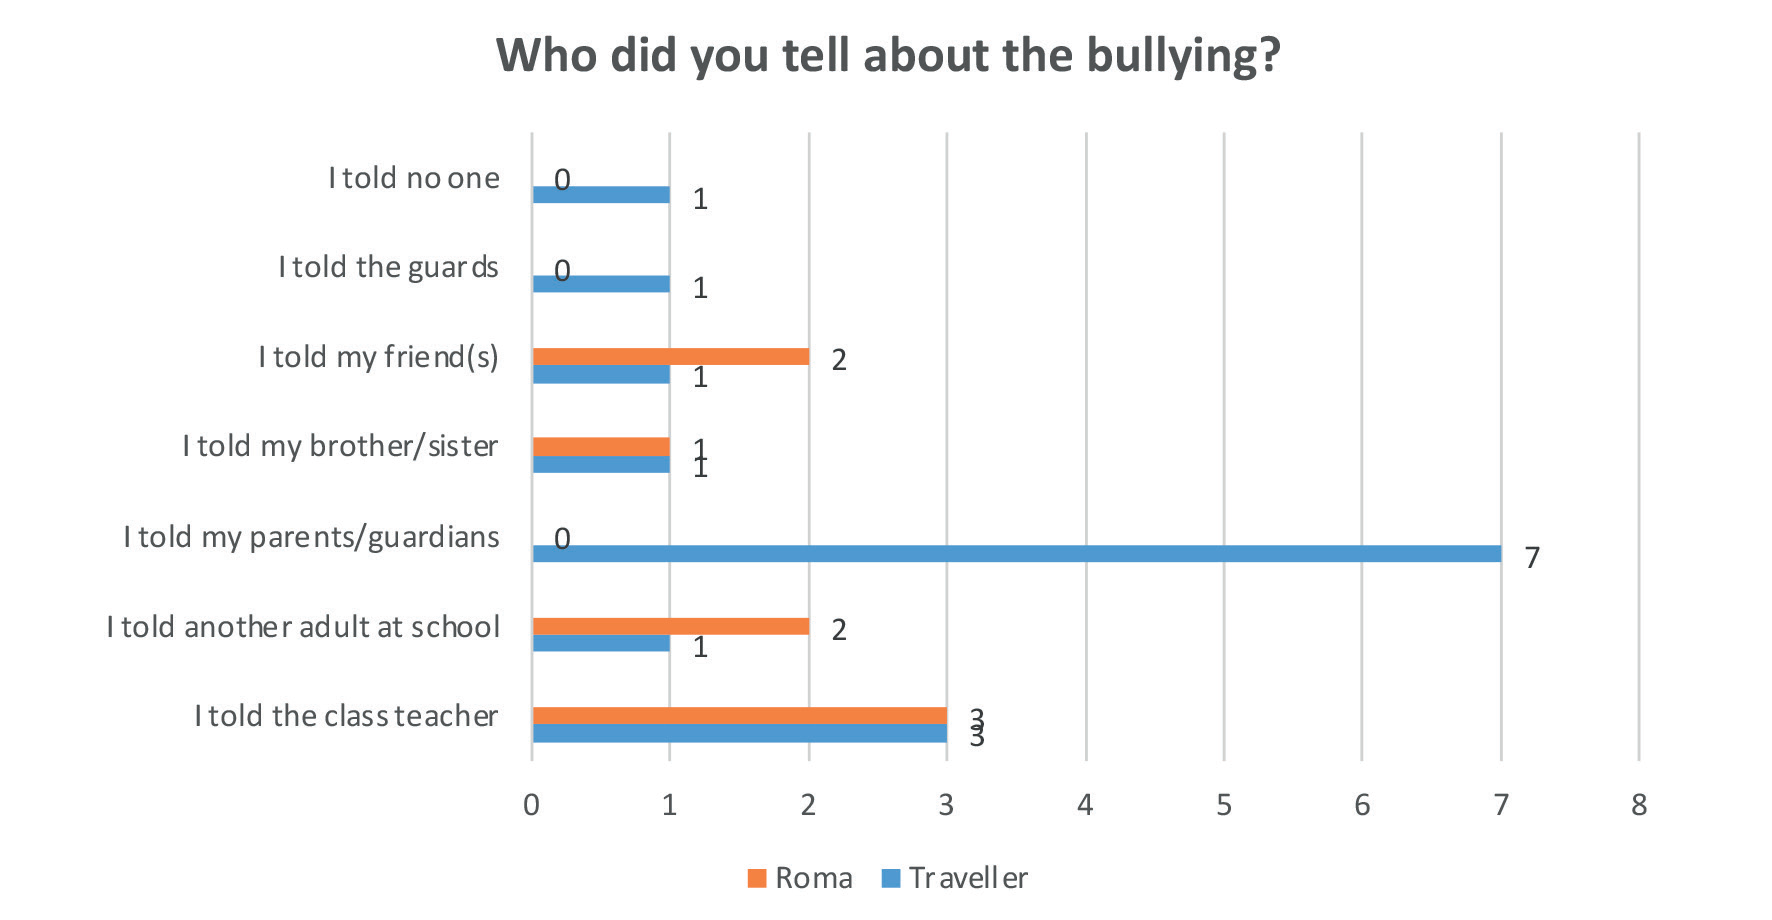 Who did you tell about the bullying?
I told no one
0
1
I told the guards
0
1
I told my friend(s)
2
1
I told my brother/sister
1
1
I told my parents/guardians
0
7
I told another adult at school
2
1
I told the class teacher
3
3
0 1 2 3 4 5 6 7 8
Roma Traveller